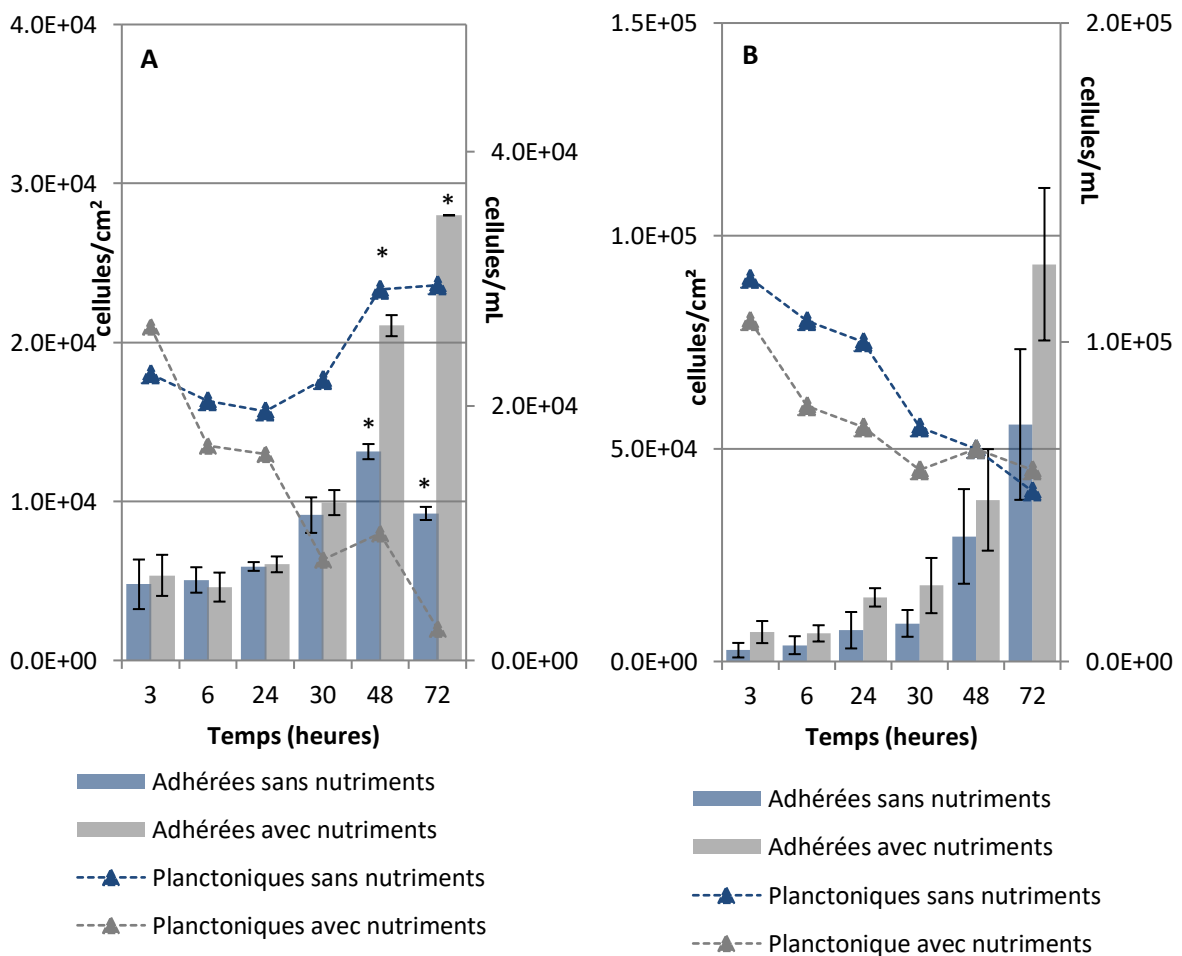 A
4.0E+04
3.0E+04
2.0E+04
1.0E+04
0.0E+00
cellules/cm²
4.0E+04
2.0E+04
0.0E+00
cellules/mL
*
*
*
*
3 6 24 30 48 72
Temps (heures)
Adhérées sans nutriments
Adhérées avec nutriments
Planctoniques sans nutriments
Planctoniques avec nutriments
B
1.5E+05
1.0E+05
5.0E+04
0.0E+00
cellules/cm²
2.0E+05
1.0E+05
0.0E+00
cellules/mL
3 6 24 30 48 72
Temps (heures)
Adhérées sans nutriments
Adhérées avec nutriments
Planctoniques sans nutriments
Planctonique avec nutriments